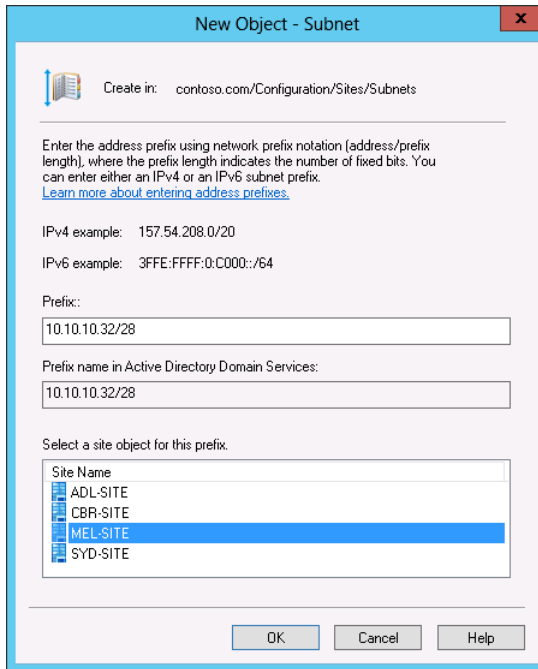 New Object - Subnet
x
Create in: contoso.com/Configuration/Sites/Subnets
Enter the address prefix using network prefix notation (address/prefix
length), where the prefix length indicates the number of fixed bits. You
can enter either an IPv4 or an IPv6 subnet prefix.
Learn more about entering address prefixes.
IPv4 example: 157.54.208.0/20
IPv6 example: 3FFE:FFFF:0:C000::/64
Prefix::
10.10.10.32/28
Prefix name in Active Directory Domain Services:
10.10.10.32/28
Select a site object for this prefix.
Site Name
ADL-SITE
CBR-SITE
MEL-SITE
SYD-SITE
OK Cancel Help